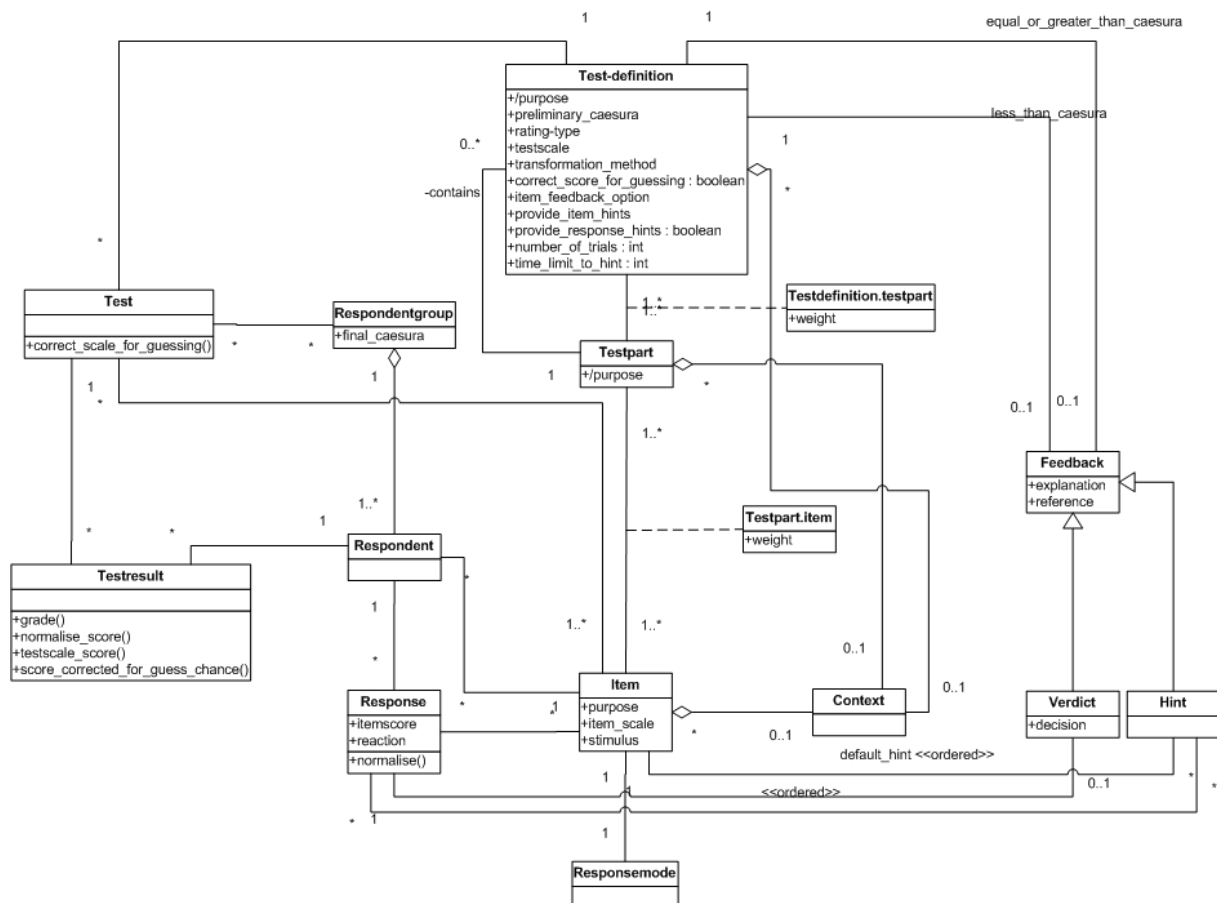 1
1
equal_or_greater_than_caesura
Test-definition
+/purpose
+preliminary_caesura
+rating-type
+testscale
+transformation_method
+correct_score_for_guessing : boolean
+item_feedback_option
+provide_item_hints
+provide_response_hints : boolean
+number_of_trials : int
+time_limit_to_hint : int
less_than_caesura
0..*
1
-contains
*
*
Test
+correct_scale_for_guessing()
Respondentgroup
+final_caesura
*
*
1..*
1..*
Testdefinition.testpart
+weight
Testpart
+/purpose
1
1
1
*
*
0..1
0..1
1..*
Feedback
+explanation
+reference
Testpart.item
+weight
1..*
*
*
1
Respondent
Testresult
+grade()
+normalise_score()
+testscale_score()
+score_corrected_for_guess_chance()
*
1
*
1..*
1..*
0..1
0..1
Response
+itemscore
+reaction
+normalise()
*
*
1
Item
+purpose
+item_scale
+stimulus
*
0..1
Context
Verdict
+decision
Hint
default_hint <<ordered>>
1
1
<<ordered>>
0..1
*
*
*
1
1
Responsemode